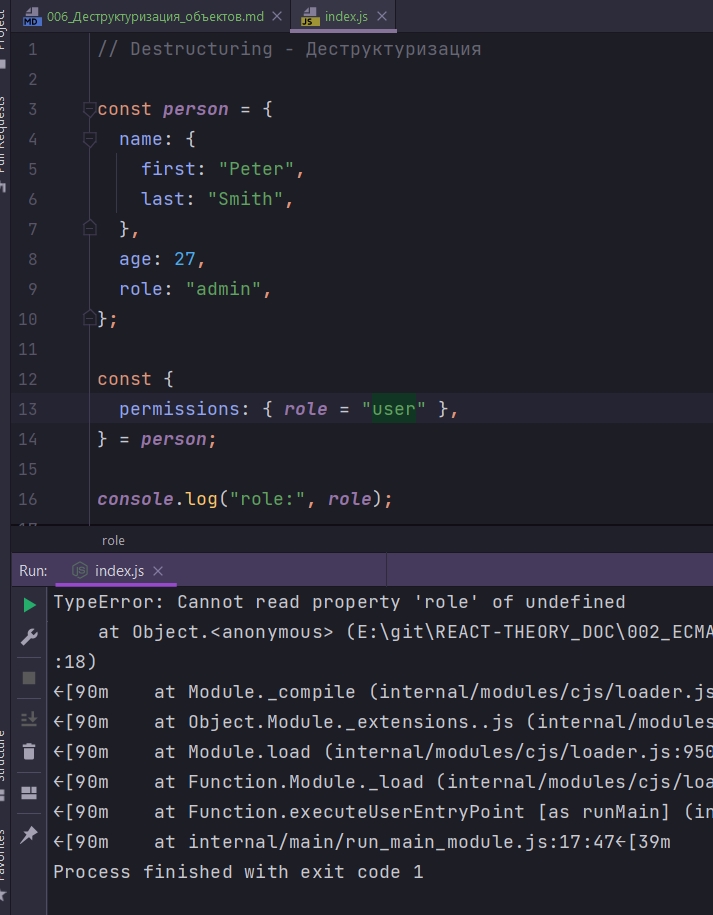 006_Деструктуризация_объектов.md
index.js
1 // Destructuring - Деструктуризация
2
3 const person = {
4 name: {
5 first: "Peter",
6 last: "Smith",
7 },
8 age: 27,
9 role: "admin",
10 };
11
12 const {
13 permissions: { role = "user" },
14 } = person;
15
16 console.log("role:", role);
role
Run: index.js
TypeError: Cannot read property 'role' of undefined
at Object.<anonymous> (E:\git\REACT-THEORY_DOC\002_ECMA
:18)
←[90m    at Module._compile (internal/modules/cjs/loader.js
←[90m    at Object.Module._extensions..js (internal/modules
←[90m    at Module.load (internal/modules/cjs/loader.js:950
←[90m    at Function.Module._load (internal/modules/cjs/loa
←[90m    at Function.executeUserEntryPoint [as runMain] (in
←[90m    at internal/main/run_main_module.js:17:47←[39m
Process finished with exit code 1
Project
Pull Requests
Structure
Favorites